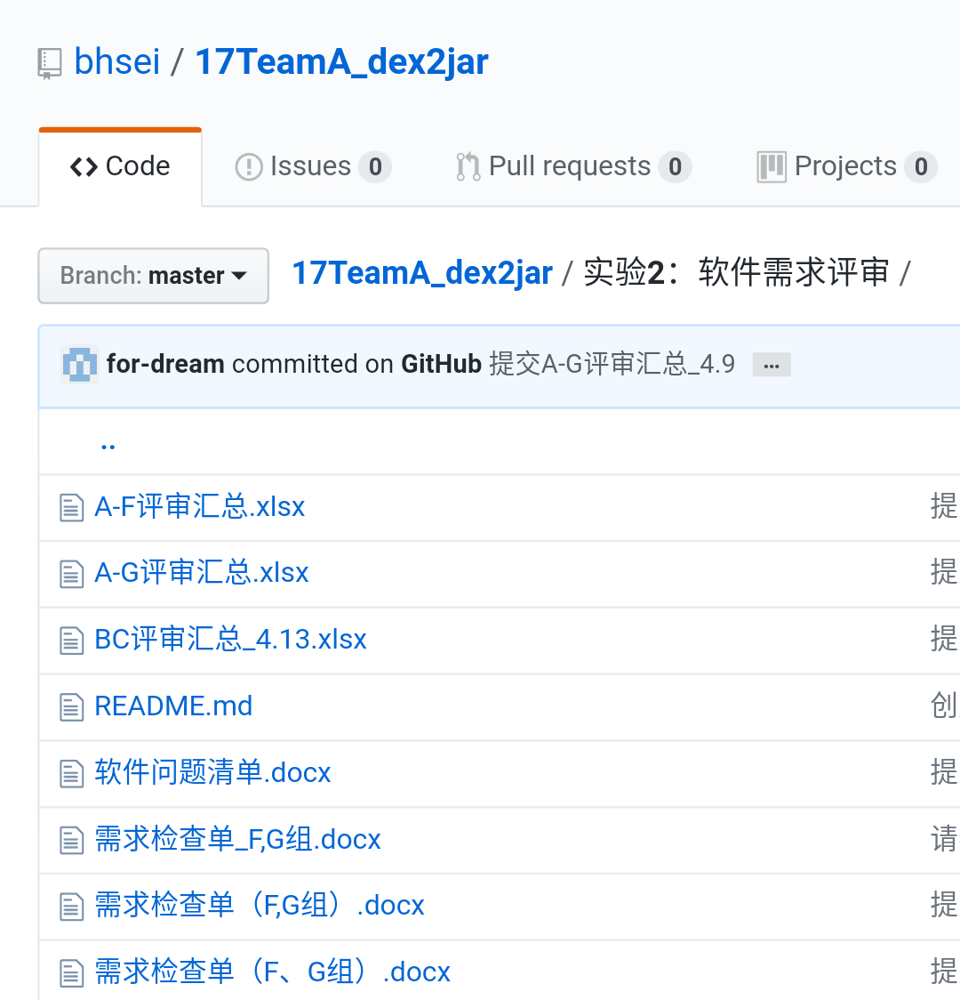 bhsei / 17TeamA_dex2jar
Code Issues 0 Pull requests 0 Projects 0
Branch: master 17TeamA_dex2jar / 实验2：软件需求评审 /
for-dream committed on GitHub 提交A-G评审汇总_4.9 ...
..
A-F评审汇总.xlsx 提
A-G评审汇总.xlsx 提
BC评审汇总_4.13.xlsx 提
README.md 创
软件问题清单.docx 提
需求检查单_F,G组.docx 请
需求检查单（F,G组）.docx 提
需求检查单（F、G组）.docx 提